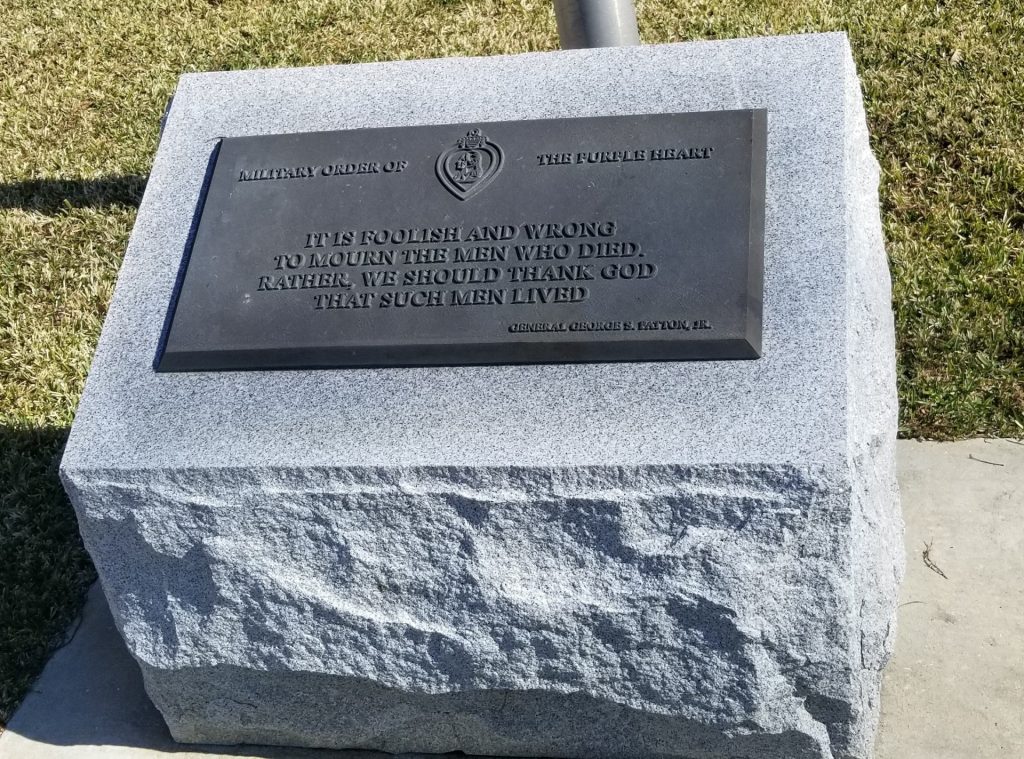 MILITARY ORDER OF THE PURPLE HEART
IT IS FOOLISH AND WRONG
TO MOURN THE MEN WHO DIED.
RATHER, WE SHOULD THANK GOD
THAT SUCH MEN LIVED
GENERAL GEORGE S. PATTON, JR.